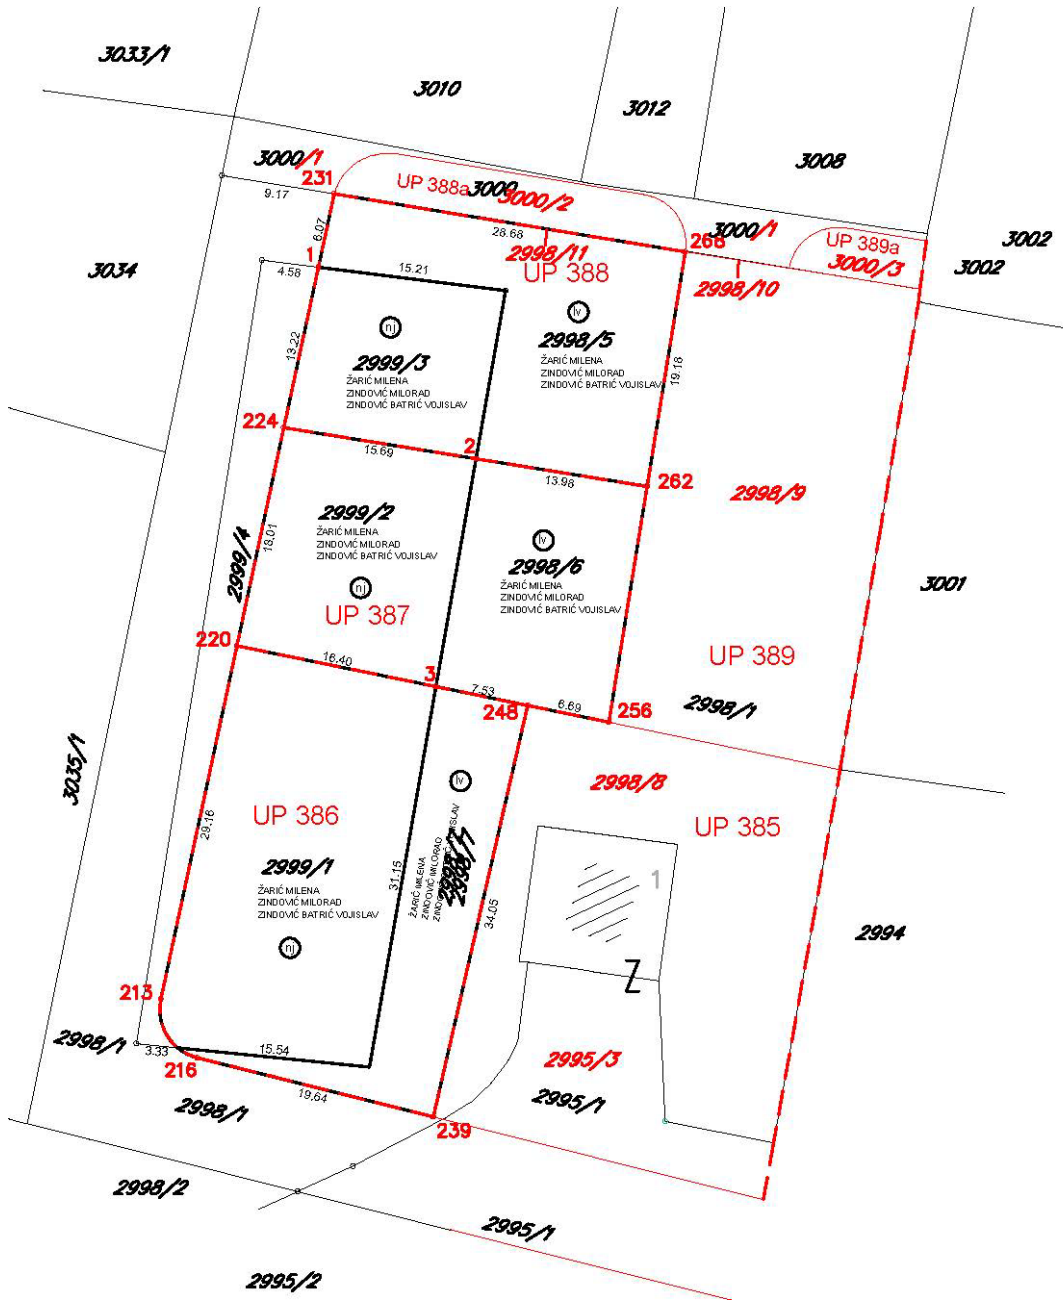 3033/1
3010
3012
3008
3000/1
231
UP 388a
3000
3000/2
9.17
6.07
28.68
2998/11
268
3000/1
UP 389a
3000/3
3002
3002
3034
1
4.58
15.21
UP 388
2998/10
nj
lv
13.22
2999/3
ŽARIĆ MILENA
ZINDOVIĆ MILORAD
ZINDOVIĆ BATRIĆ VOJISLAV
2998/5
ŽARIĆ MILENA
ZINDOVIĆ MILORAD
ZINDOVIĆ BATRIĆ VOJISLAV
19.18
224
15.69
2
13.98
262
2998/9
2999/2
ŽARIĆ MILENA
ZINDOVIĆ MILORAD
ZINDOVIĆ BATRIĆ VOJISLAV
nj
18.01
2999/4
lv
2998/6
ŽARIĆ MILENA
ZINDOVIĆ MILORAD
ZINDOVIĆ BATRIĆ VOJISLAV
3001
UP 387
220
16.40
3
7.53
248
6.69
256
UP 389
2998/1
3035/1
2998/8
lv
UP 386
UP 385
29.16
2999/1
ŽARIĆ MILENA
ZINDOVIĆ MILORAD
ZINDOVIĆ BATRIĆ VOJISLAV
nj
31.15
ŽARIĆ MILENA
ZINDOVIĆ MILORAD
34.05
1
2994
Z
213
2998/1
3.33
15.54
216
2998/1
19.64
239
2995/3
2995/1
2998/2
2995/1
2995/2